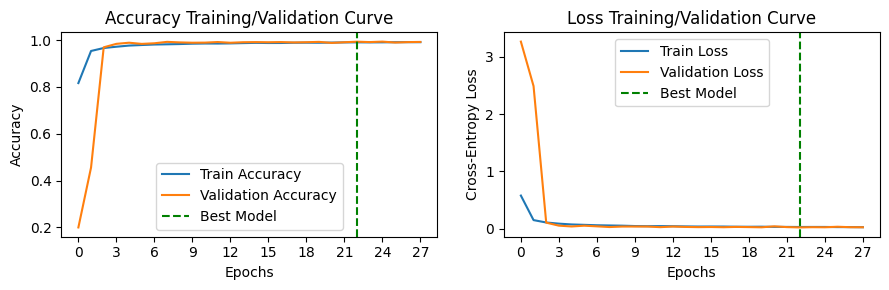 Accuracy Training/Validation Curve
1.0
0.8
0.6
0.4
0.2
Accuracy
Train Accuracy
Validation Accuracy
Best Model
0 3 6 9 12 15 18 21 24 27
Epochs
Loss Training/Validation Curve
3
2
1
0
Cross-Entropy Loss
Train Loss
Validation Loss
Best Model
0 3 6 9 12 15 18 21 24 27
Epochs